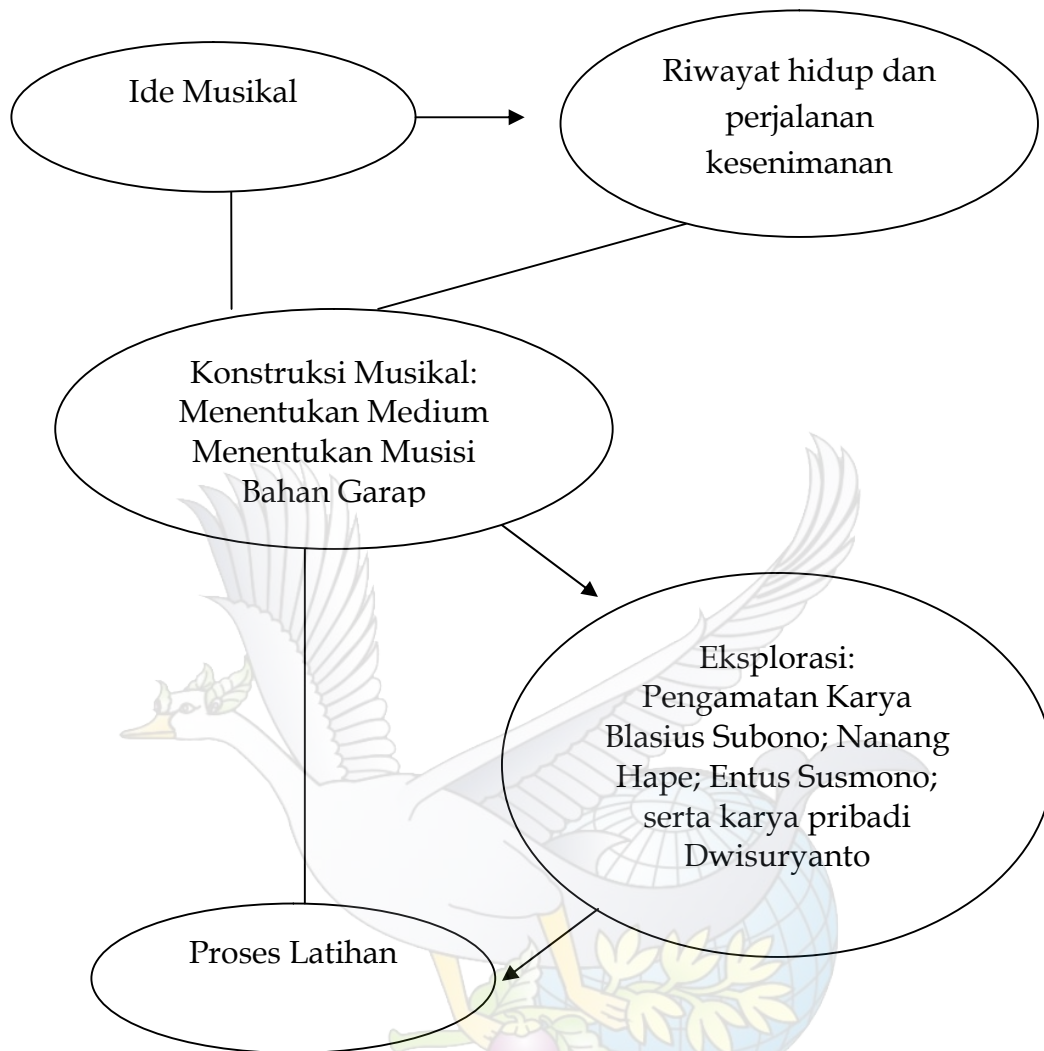 Ide Musikal
Riwayat hidup dan
perjalanan
kesenimanan
Konstruksi Musikal:
Menentukan Medium
Menentukan Musisi
Bahan Garap
Eksplorasi:
Pengamatan Karya
Blasius Subono; Nanang
Hape; Entus Susmono;
serta karya pribadi
Dwisuryanto
Proses Latihan